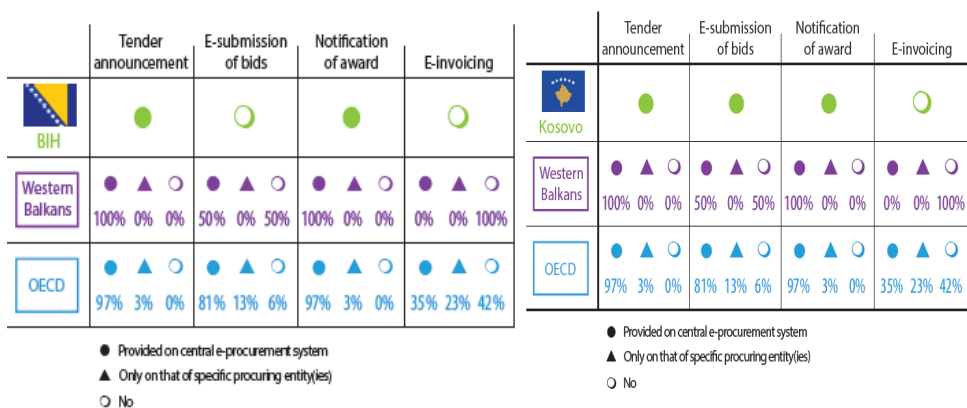 Tender announcement E-submission of bids Notification of award E-invoicing
BIH
Western Balkans 100% 0% 0% 50% 0% 50% 100% 0% 0% 0% 0% 100%
OECD 97% 3% 0% 81% 13% 6% 97% 3% 0% 35% 23% 42%
Provided on central e-procurement system
Only on that of specific procuring entity(ies)
No
Tender announcement E-submission of bids Notification of award E-invoicing
Kosovo
Western Balkans 100% 0% 0% 50% 0% 50% 100% 0% 0% 0% 0% 100%
OECD 97% 3% 0% 81% 13% 6% 97% 3% 0% 35% 23% 42%
Provided on central e-procurement system
Only on that of specific procuring entity(ies)
No